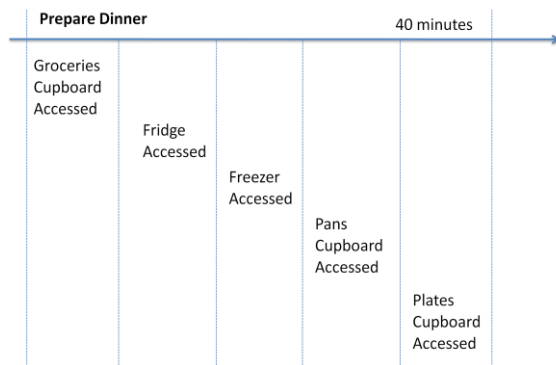 Prepare Dinner
40 minutes
Groceries
Cupboard
Accessed
Fridge
Accessed
Freezer
Accessed
Pans
Cupboard
Accessed
Plates
Cupboard
Accessed